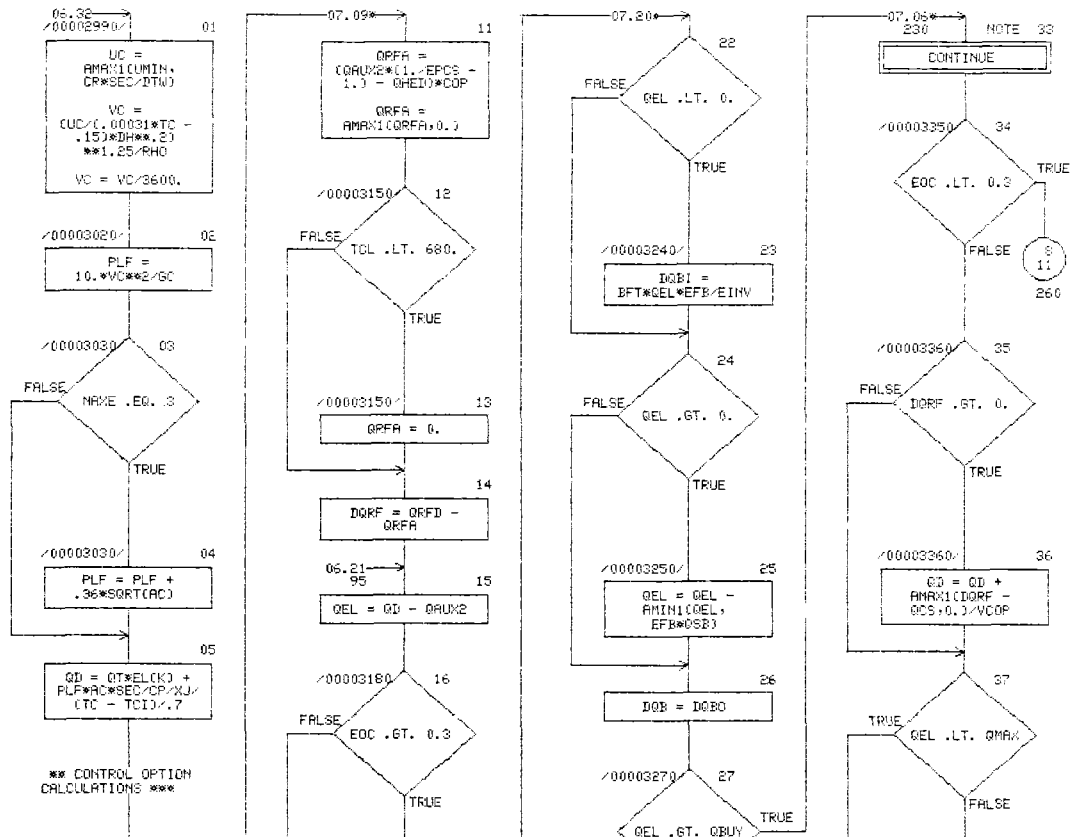 06.32
/00002990/ 01
UC =
AMAX1(UMIN,
CR*SEC/DTW)
VC =
(UC/(.00031*TC -
.15)*DH**.2)
**1.25/RHO
VC = VC/3600.
/00003020/ 02
PLF =
10.*VC**2/GC
/00003030/ 03
FALSE
NAXE .EQ. 3
TRUE
/00003030/ 04
PLF = PLF +
.36*SQRT(AC)
05
QD = QT*EL(K) +
PLF*AC*SEC/CP/XJ/
(TC - TCI)/.7
** CONTROL OPTION
CALCULATIONS ***
07.09*
11
QRFA =
(QAUX2*(1./EPCS -
1.) - QHED)*COP
QRFA =
AMAX1(QRFA,0.)
/00003150/ 12
FALSE
TCL .LT. 680.
TRUE
/00003150/ 13
QRFA = 0.
14
DQRF = QRFD -
QRFA
06.21
95 15
QEL = QD - QAUX2
/00003180/ 16
FALSE
EOC .GT. 0.3
TRUE
07.20*
22
FALSE
QEL .LT. 0.
TRUE
/00003240/ 23
DQBI =
BFT*QEL*EFB/EINV
24
FALSE
QEL .GT. 0.
TRUE
/00003250/ 25
QEL = QEL -
AMIN1(QEL,
EFB*QSB)
26
DQB = DQBO
/00003270/ 27
TRUE
QEL .GT. QBUY
07.06*
230 NOTE 33
CONTINUE
/00003350/ 34
TRUE
EOC .LT. 0.3
FALSE
8
11
260
/00003360/ 35
FALSE
DQRF .GT. 0.
TRUE
/00003360/ 36
QD = QD +
AMAX1(DQRF -
QCS,0.)/VCOP
37
TRUE
QEL .LT. QMAX
FALSE